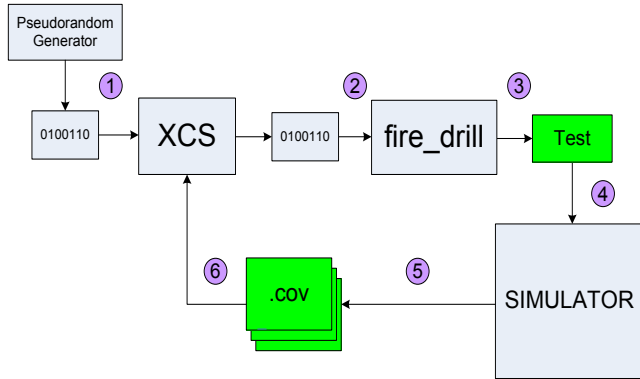 Pseudorandom
Generator
1
2
3
0100110
XCS
0100110
fire_drill
Test
4
6
5
.cov
SIMULATOR